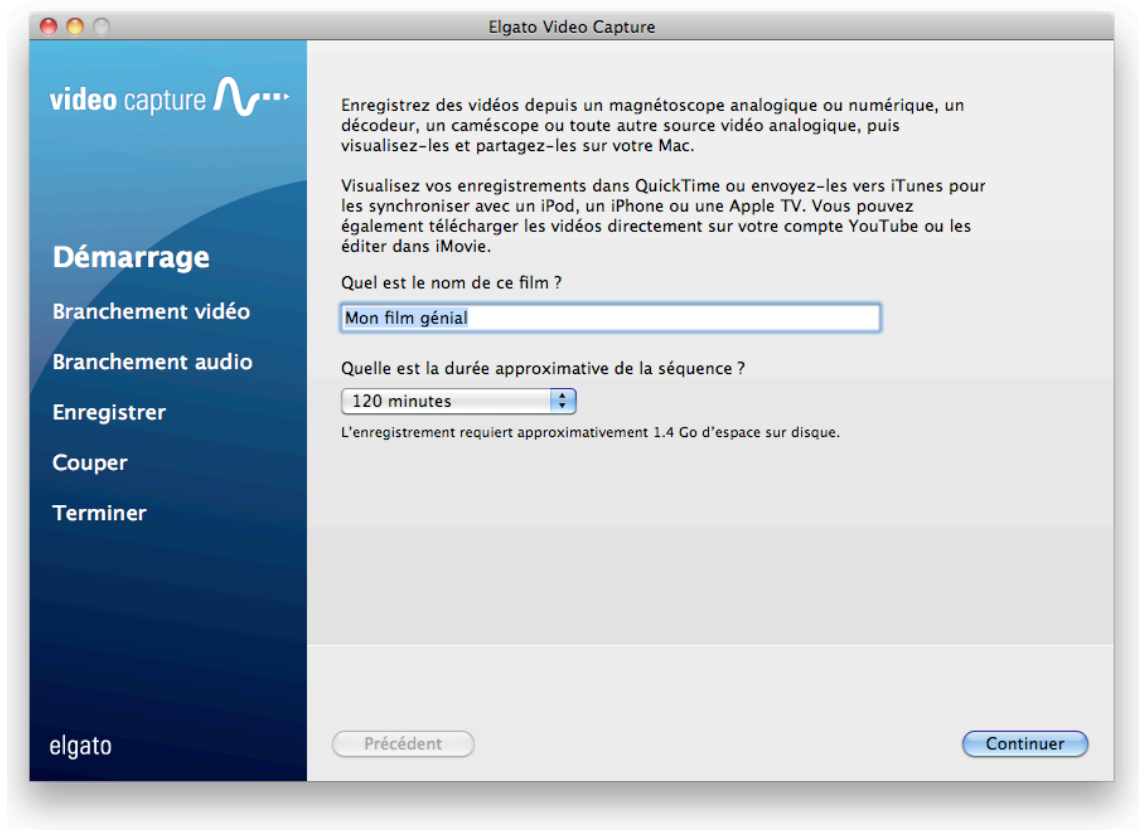 Elgato Video Capture
video capture
Démarrage
Branchement vidéo
Branchement audio
Enregistrer
Couper
Terminer
elgato
Enregistrez des vidéos depuis un magnétoscope analogique ou numérique, un
décodeur, un caméscope ou toute autre source vidéo analogique, puis
visualisez-les et partagez-les sur votre Mac.
Visualisez vos enregistrements dans QuickTime ou envoyez-les vers iTunes pour
les synchroniser avec un iPod, un iPhone ou une Apple TV. Vous pouvez
également télécharger les vidéos directement sur votre compte YouTube ou les
éditer dans iMovie.
Quel est le nom de ce film ?
Mon film génial
Quelle est la durée approximative de la séquence ?
120 minutes
L'enregistrement requiert approximativement 1.4 Go d'espace sur disque.
Précédent
Continuer